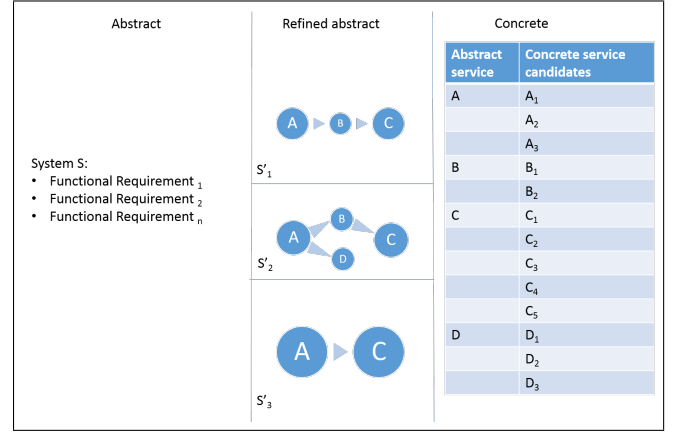 Abstract
System S:
• Functional Requirement 1
• Functional Requirement 2
• Functional Requirement n
Refined abstract
A B C
S'1
A B C D
S'2
A C
S'3
Concrete
Abstract service Concrete service candidates
A A1
A2
A3
B B1
B2
C C1
C2
C3
C4
C5
D D1
D2
D3